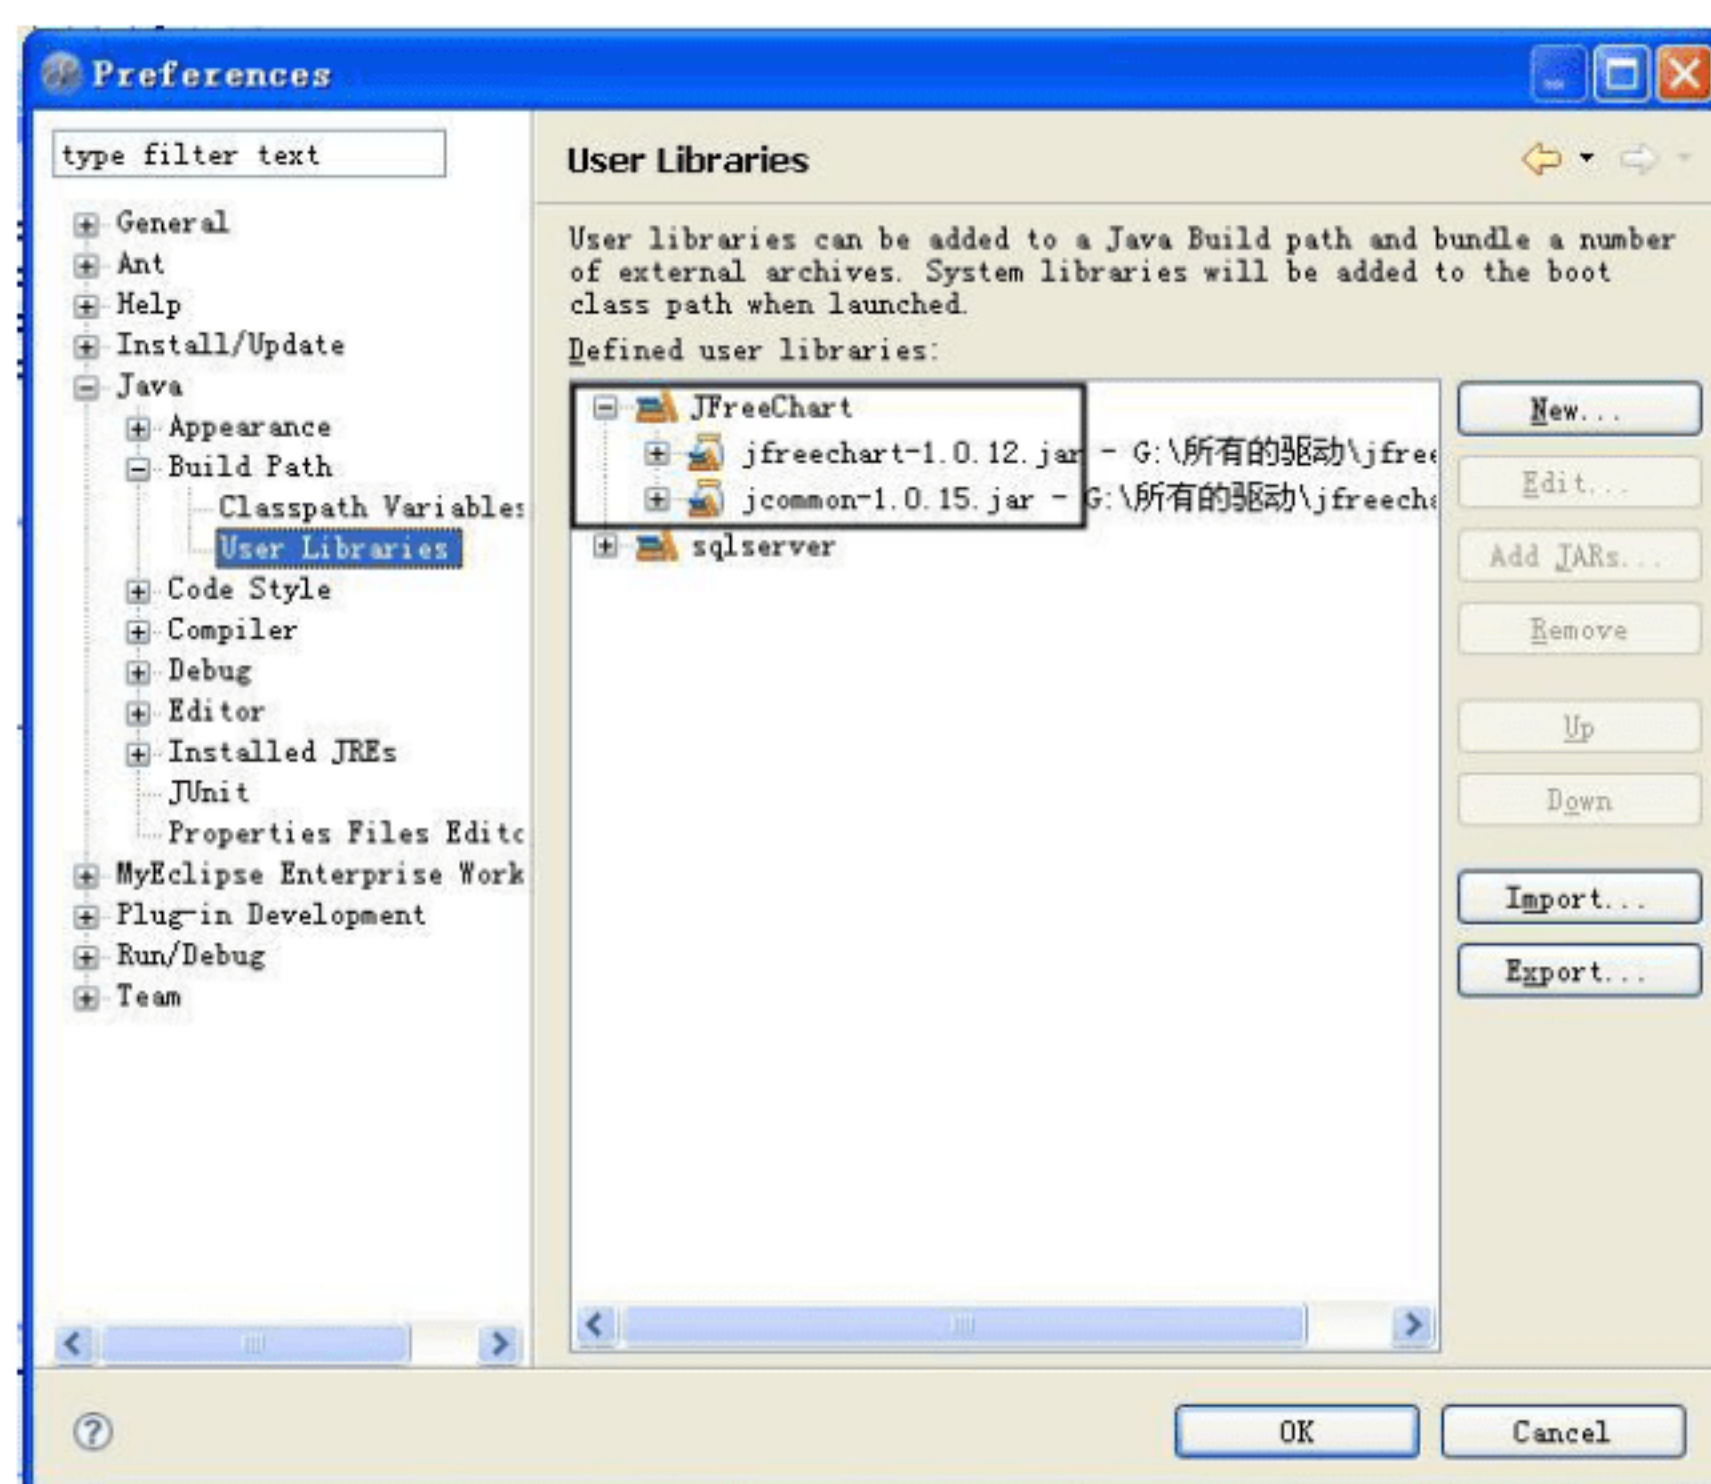 Preferences
type filter text
General
Ant
Help
Install/Update
Java
Appearance
Build Path
Classpath Variables
User Libraries
Code Style
Compiler
Debug
Editor
Installed JREs
JUnit
Properties Files Editc
MyEclipse Enterprise Work
Plug-in Development
Run/Debug
Team
User Libraries
User libraries can be added to a Java Build path and bundle a number
of external archives. System libraries will be added to the boot
class path when launched.
Defined user libraries:
JFreeChart
jfreechart-1.0.12.jar - G:\所有的驱动\jfree
jcommon-1.0.15.jar - G:\所有的驱动\jfreecha
sqlserver
New...
Edit...
Add JARs...
Remove
Up
Down
Import...
Export...
OK
Cancel